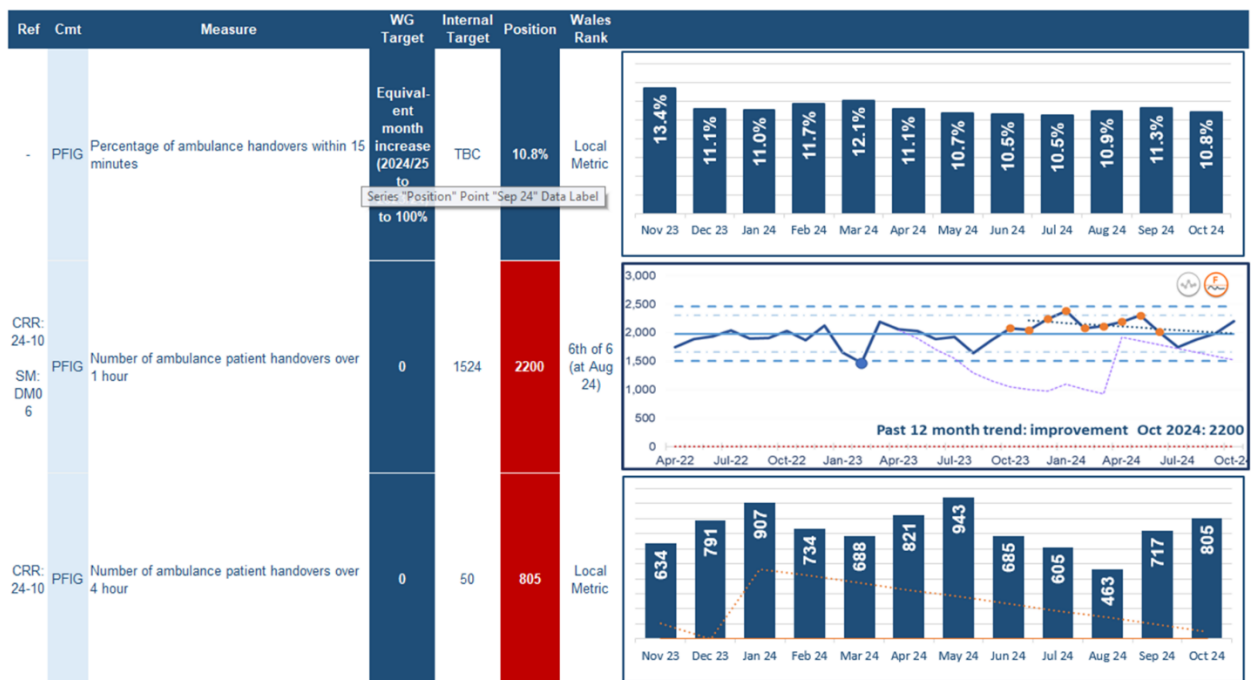 Ref Cmt Measure WG Target Internal Target Position Wales Rank
-
PFIG
Percentage of ambulance handovers within 15
minutes
Equival-
ent
month
increase
(2024/25
to
to 100%
TBC
10.8%
Local
Metric
Series "Position" Point "Sep 24" Data Label
13.4% 11.1% 11.0% 11.7% 12.1% 11.1% 10.7% 10.5% 10.5% 10.9% 11.3% 10.8%
Nov 23 Dec 23 Jan 24 Feb 24 Mar 24 Apr 24 May 24 Jun 24 Jul 24 Aug 24 Sep 24 Oct 24
CRR:
24-10
SM:
DM0
6
PFIG
Number of ambulance patient handovers over
1 hour
0
1524
2200
6th of 6
(at Aug
24)
3,000
2,500
2,000
1,500
1,000
500
0
F
Past 12 month trend: improvement Oct 2024: 2200
Apr-22 Jul-22 Oct-22 Jan-23 Apr-23 Jul-23 Oct-23 Jan-24 Apr-24 Jul-24 Oct-24
CRR:
24-10
PFIG
Number of ambulance patient handovers over
4 hour
0
50
805
Local
Metric
634 791 907 734 688 821 943 685 605 463 717 805
Nov 23 Dec 23 Jan 24 Feb 24 Mar 24 Apr 24 May 24 Jun 24 Jul 24 Aug 24 Sep 24 Oct 24